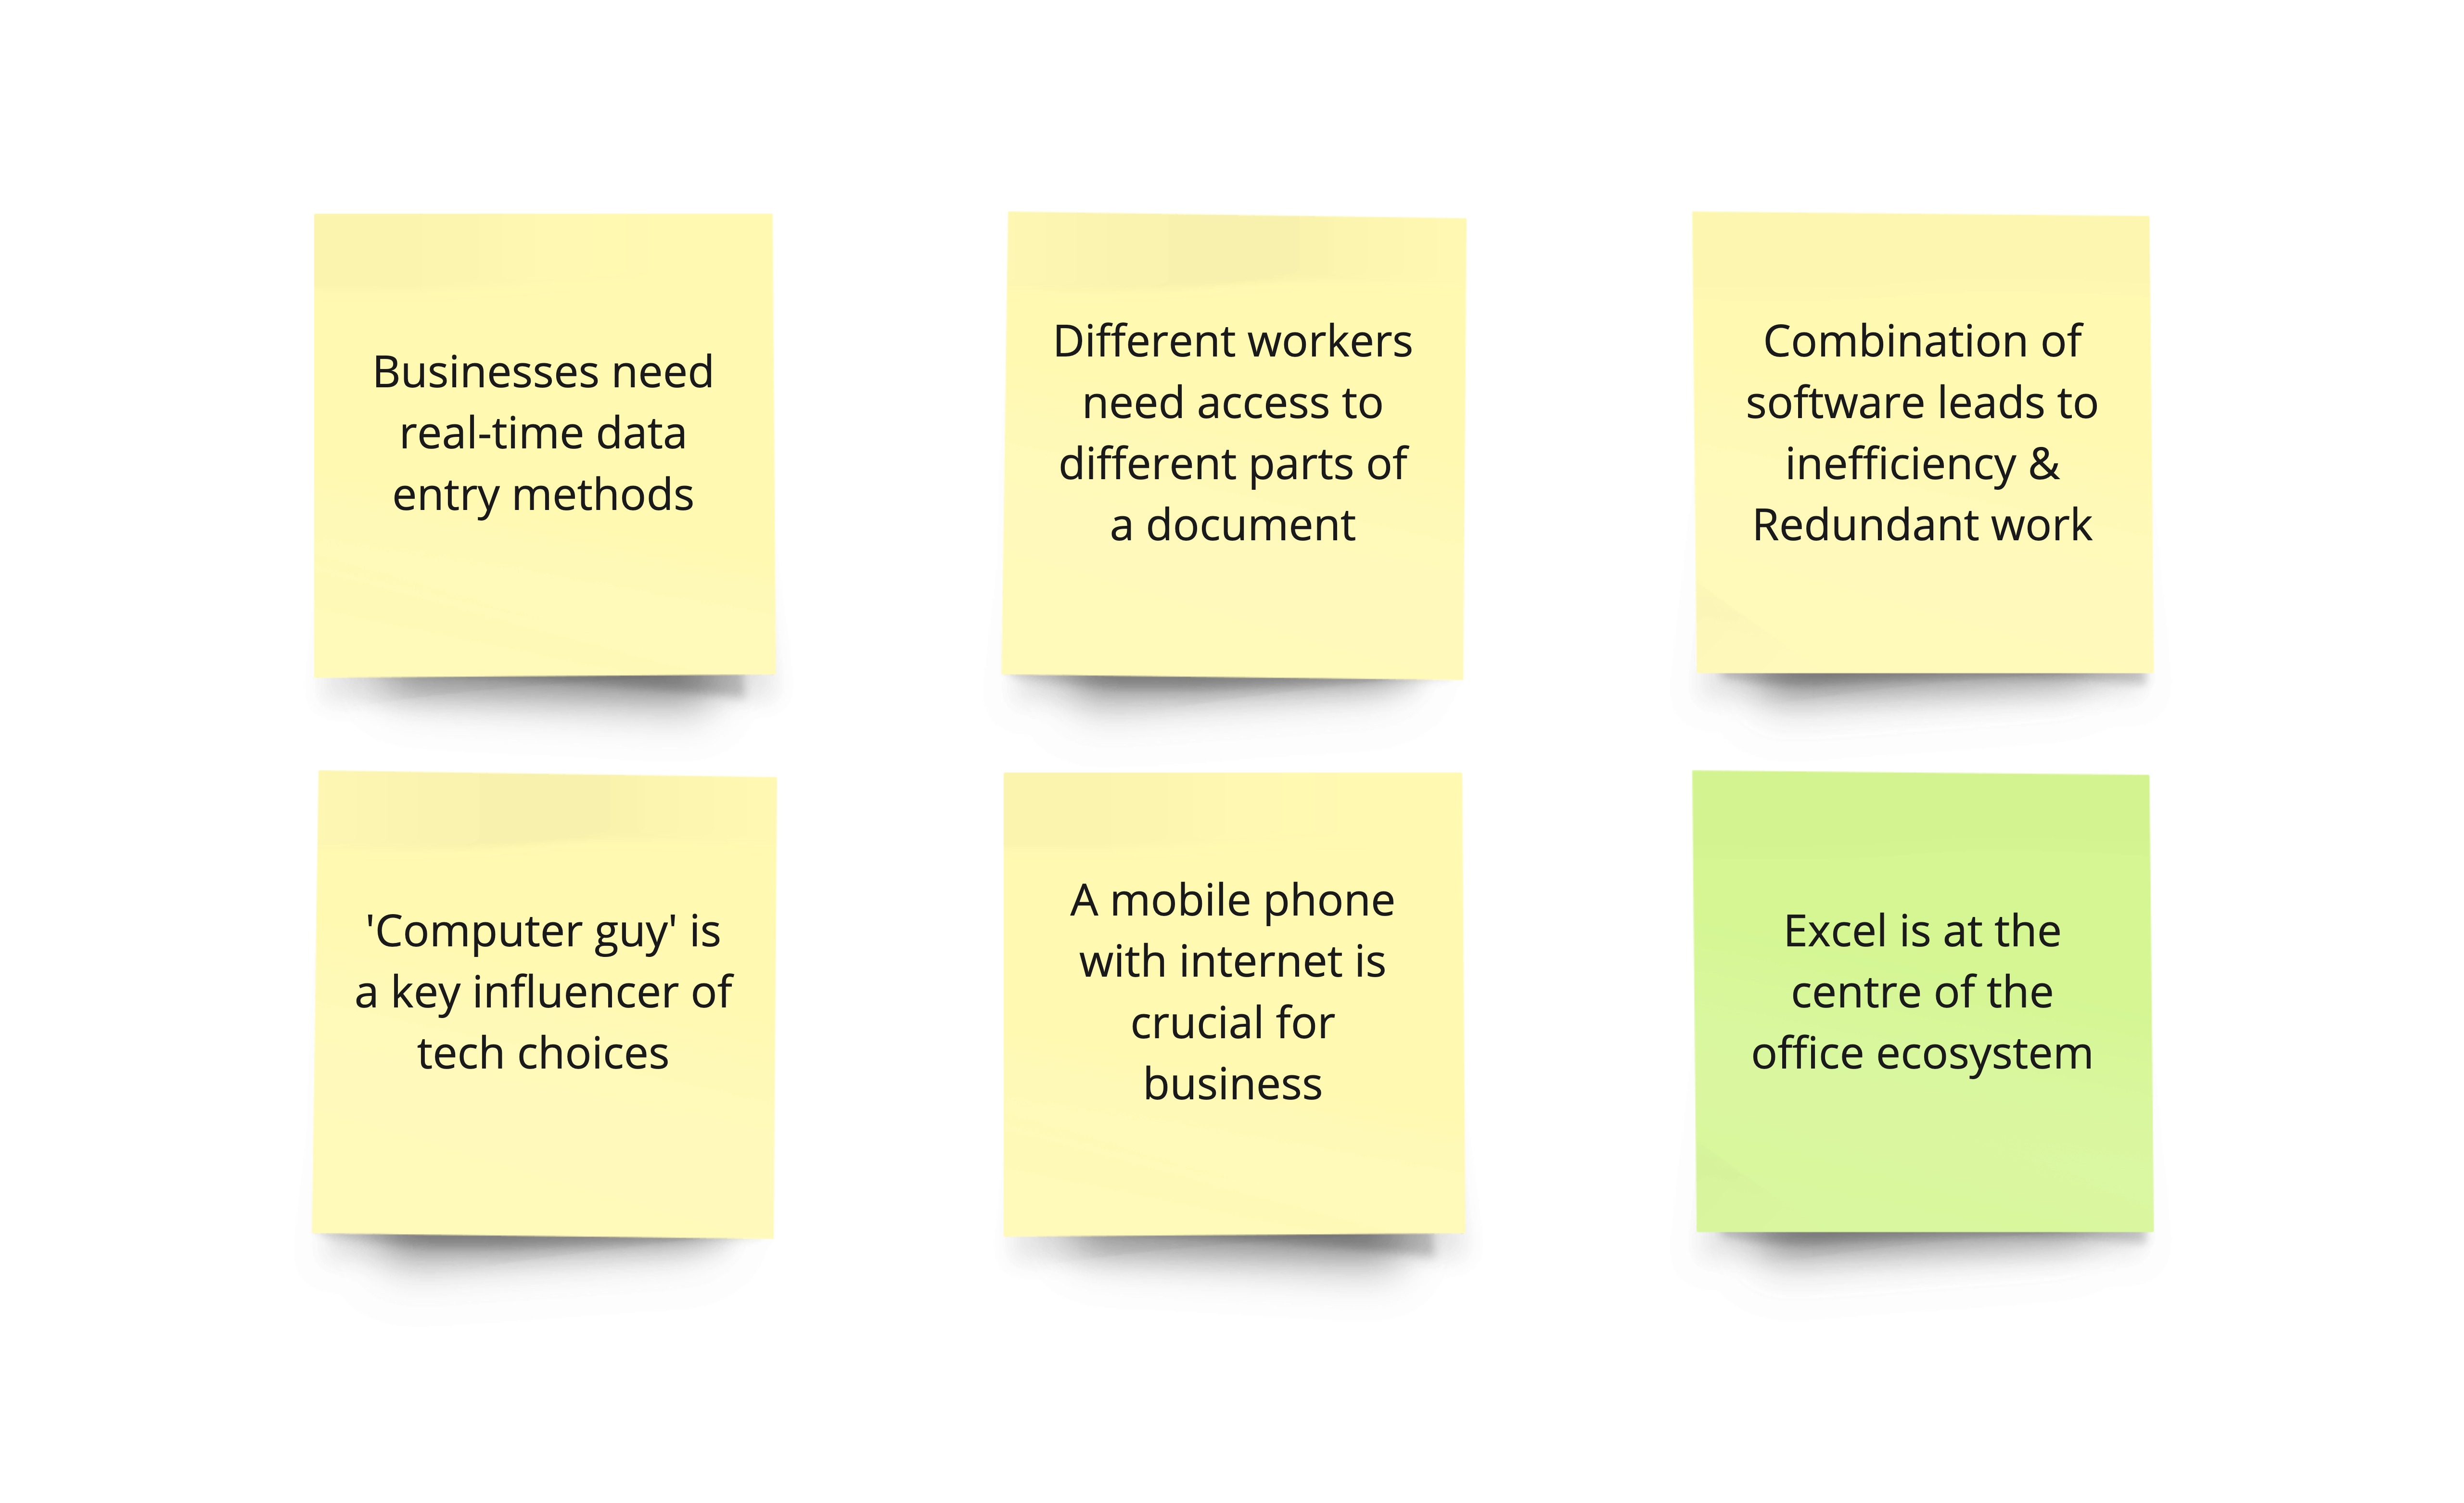 Businesses need
real-time data
entry methods
Different workers
need access to
different parts of
a document
Combination of
software leads to
inefficiency &
Redundant work
'Computer guy' is
a key influencer of
tech choices
A mobile phone
with internet is
crucial for
business
Excel is at the
centre of the
office ecosystem